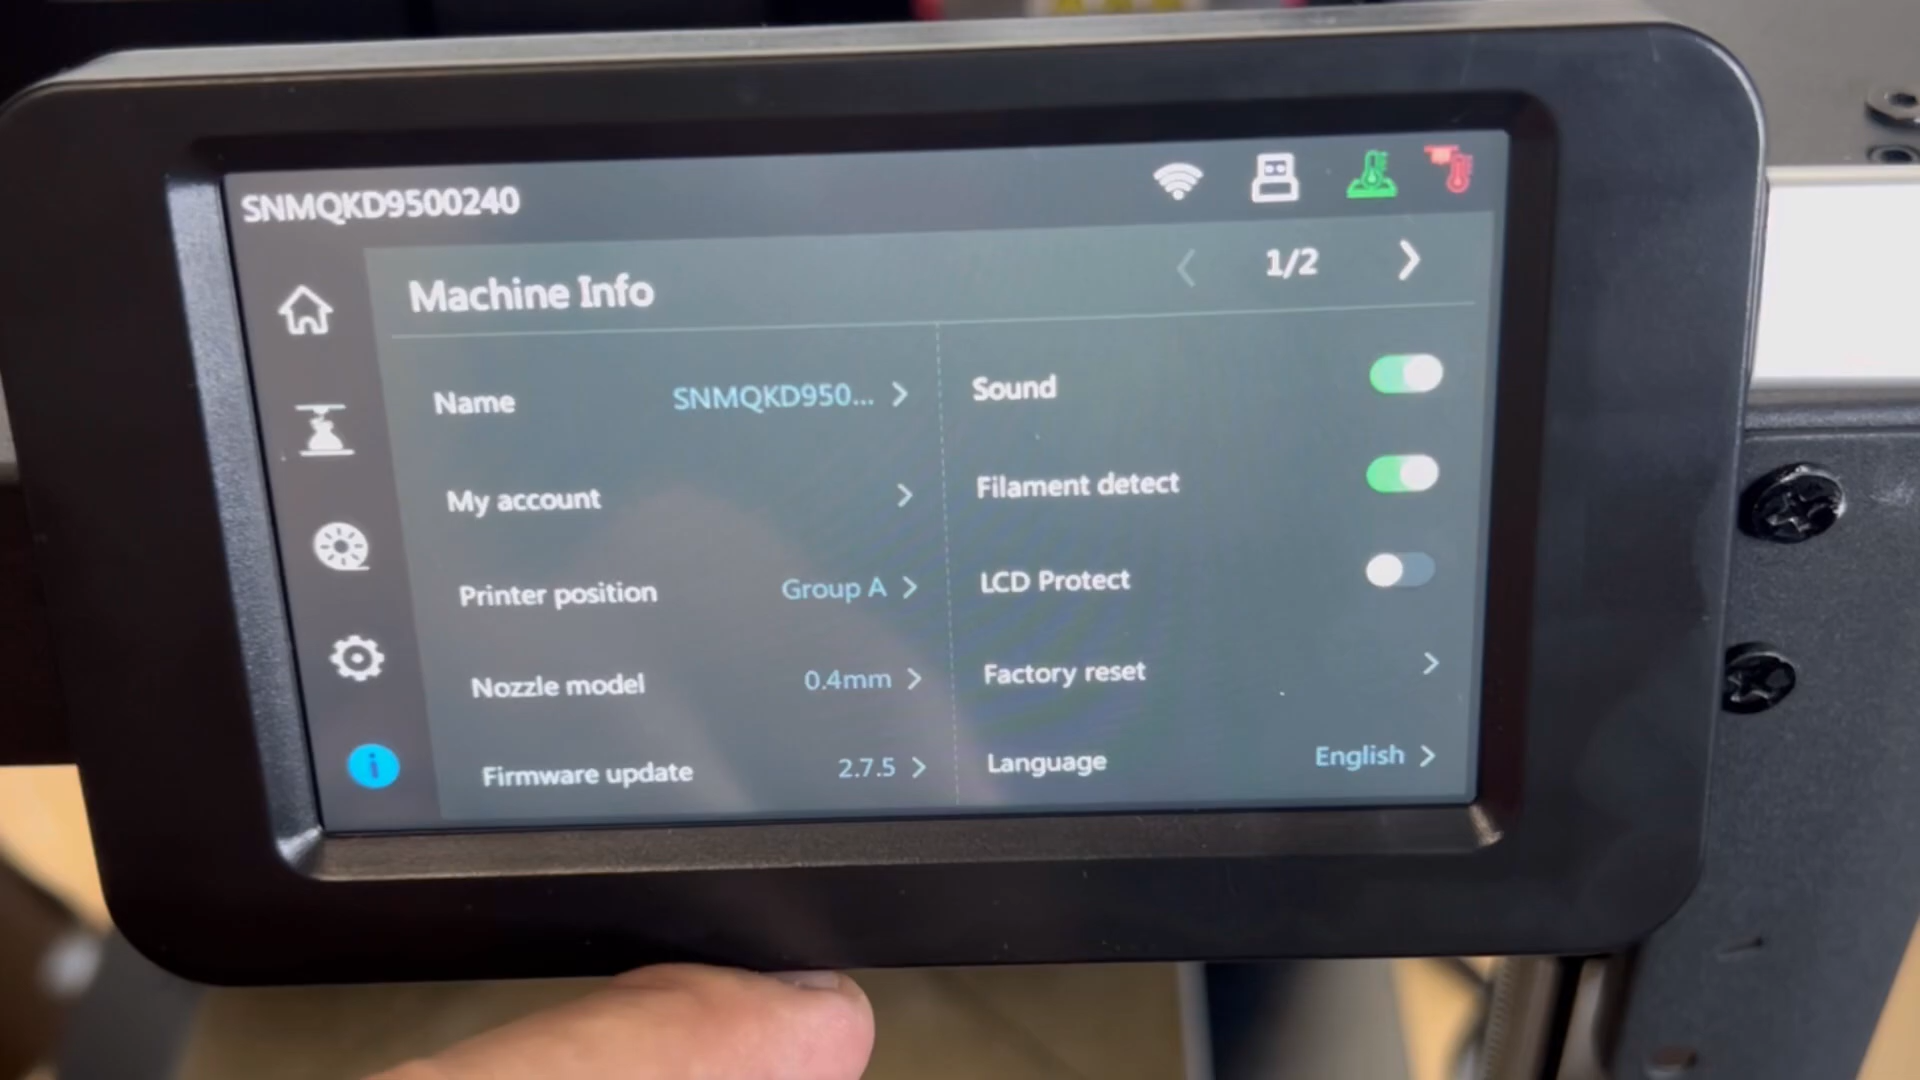 SNMQKD9500240
Machine Info
1/2
Name SNMQKD950...
My account
Printer position Group A
Nozzle model 0.4mm
Firmware update 2.7.5
Sound
Filament detect
LCD Protect
Factory reset
Language English